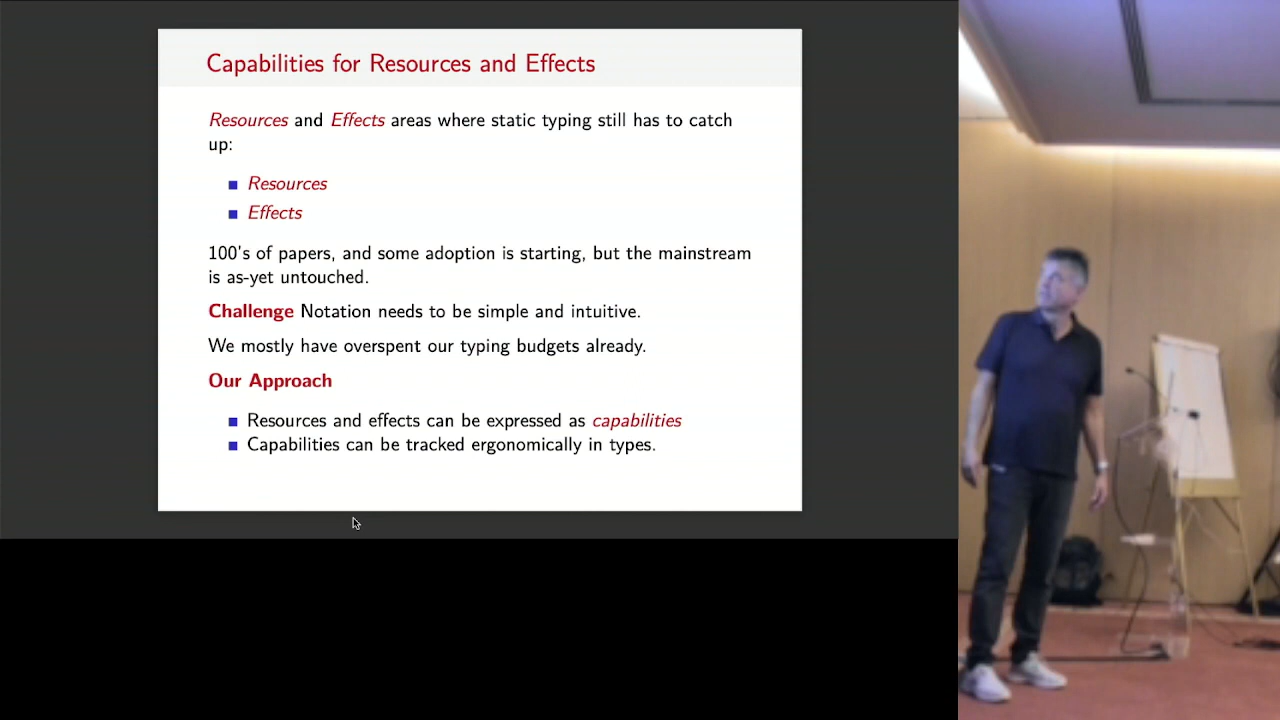 Capabilities for Resources and Effects
Resources and Effects areas where static typing still has to catch
up:
Resources
Effects
100's of papers, and some adoption is starting, but the mainstream
is as-yet untouched.
Challenge Notation needs to be simple and intuitive.
We mostly have overspent our typing budgets already.
Our Approach
Resources and effects can be expressed as capabilities
Capabilities can be tracked ergonomically in types.